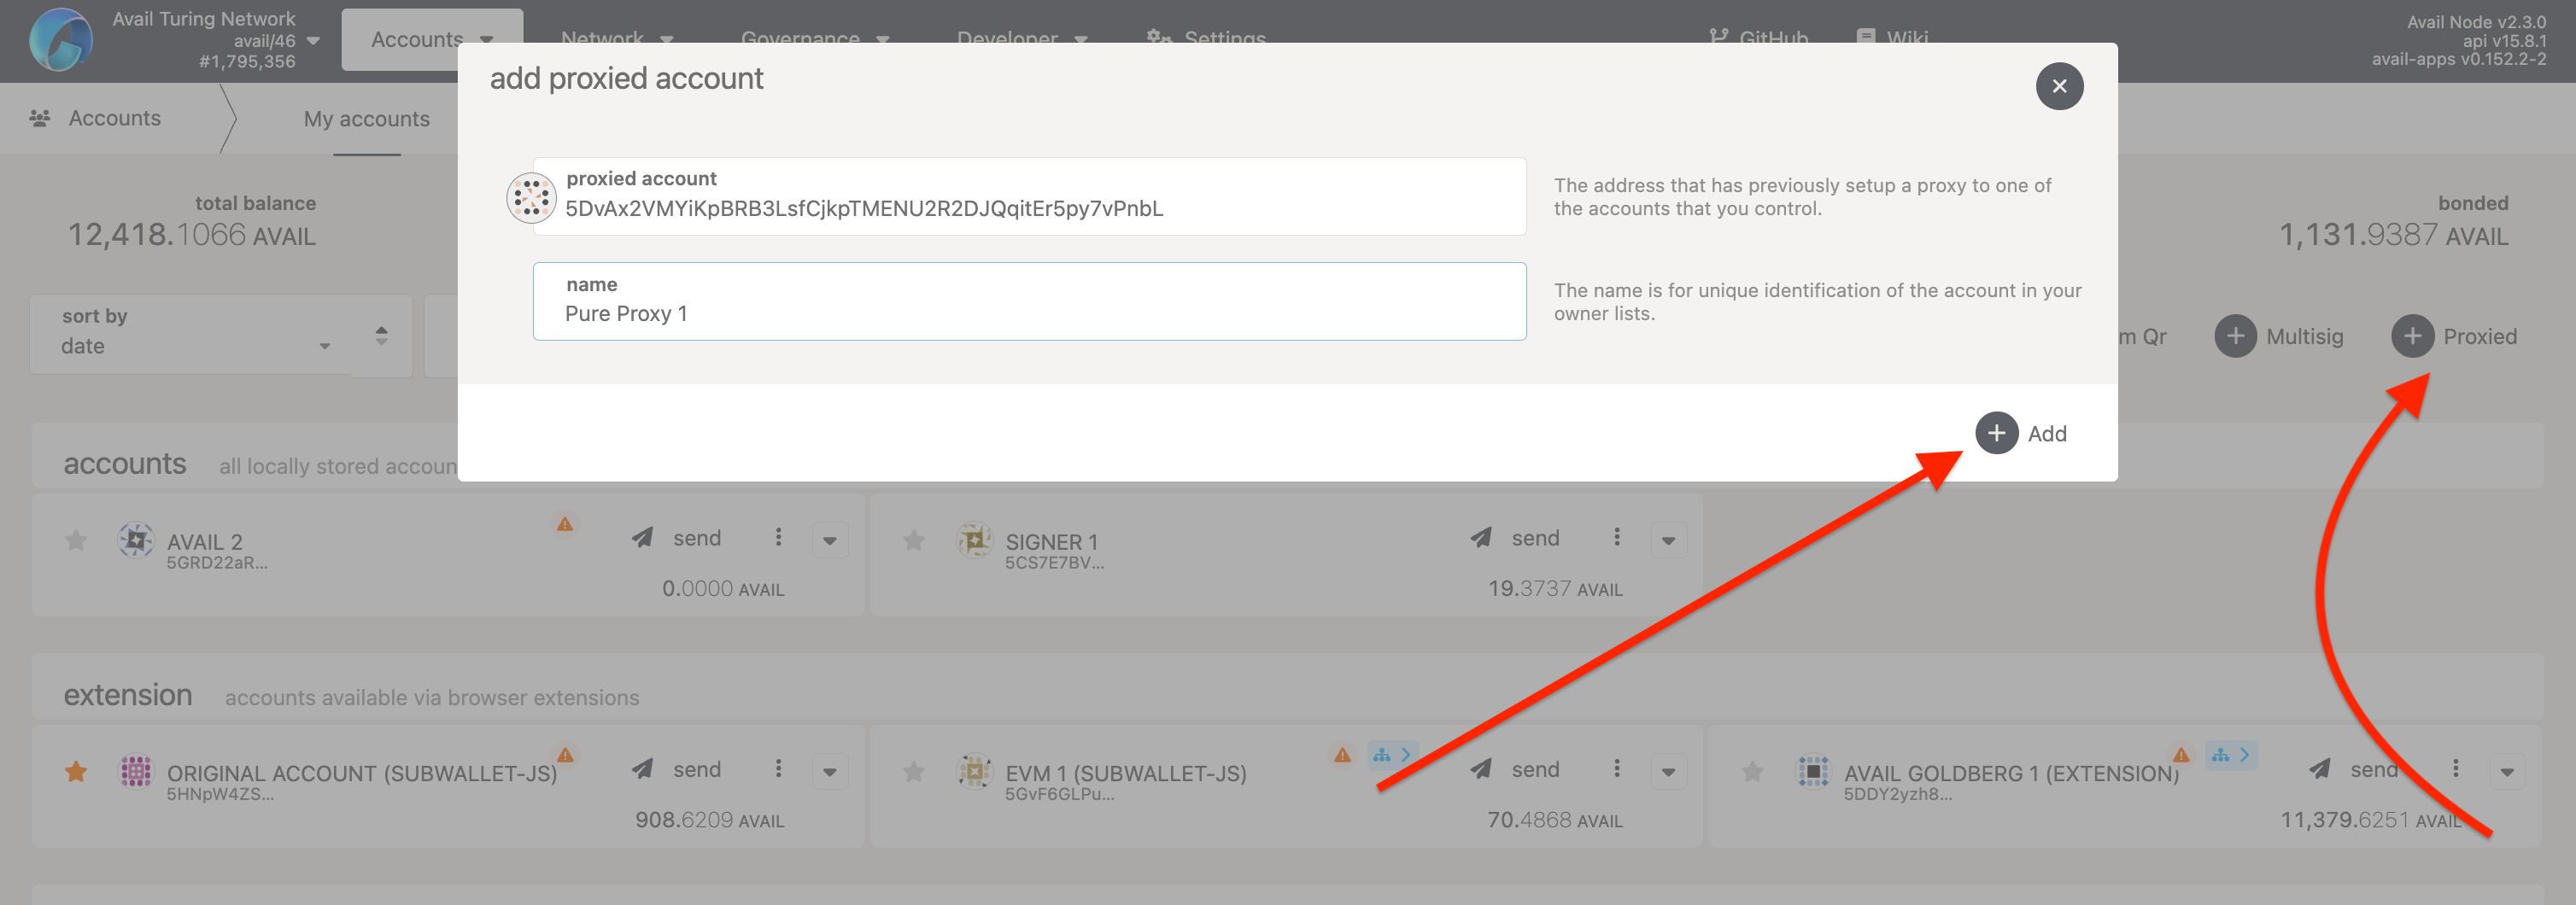 Avail Turing Network
avail/46
#1,795,356
Accounts
Network
Governance
Developer
Settings
GitHub
Wiki
Avail Node v2.3.0
api v15.8.1
avail-apps v0.152.2-2
add proxied account
Accounts
My accounts
proxied account
5DvAx2VMYiKpBRB3LsfCjkpTMENU2R2DJQqitEr5py7vPnbL
The address that has previously setup a proxy to one of
the accounts that you control.
total balance
12,418.1066 AVAIL
bonded
1,131.9387 AVAIL
name
Pure Proxy 1
The name is for unique identification of the account in your
owner lists.
sort by
date
m Qr
Multisig
Proxied
Add
accounts
all locally stored accoun
AVAIL 2
5GRD22aR...
send
0.0000 AVAIL
SIGNER 1
5CS7E7BV...
send
19.3737 AVAIL
extension
accounts available via browser extensions
ORIGINAL ACCOUNT (SUBWALLET-JS)
5HNpW4ZS...
send
908.6209 AVAIL
EVM 1 (SUBWALLET-JS)
5GvF6GLPu...
send
70.4868 AVAIL
AVAIL GOLDBERG 1 (EXTENSION)
5DDY2yzh8...
send
11,379.6251 AVAIL